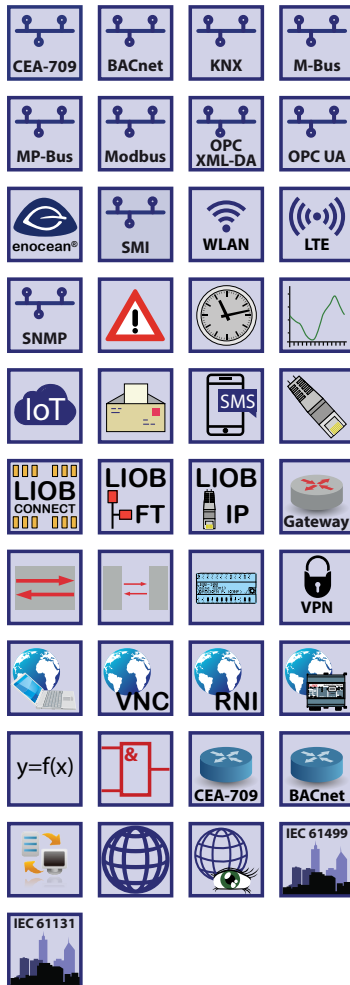 CEA-709
BACnet
KNX
M-Bus
MP-Bus
Modbus
OPC
XML-DA
OPC UA
enocean®
SMI
WLAN
LTE
SNMP
IoT
SMS
LIOB
CONNECT
LIOB
FT
LIOB
IP
Gateway
VPN
VNC
RNI
y=f(x)
&
CEA-709
BACnet
IEC 61499
IEC 61131